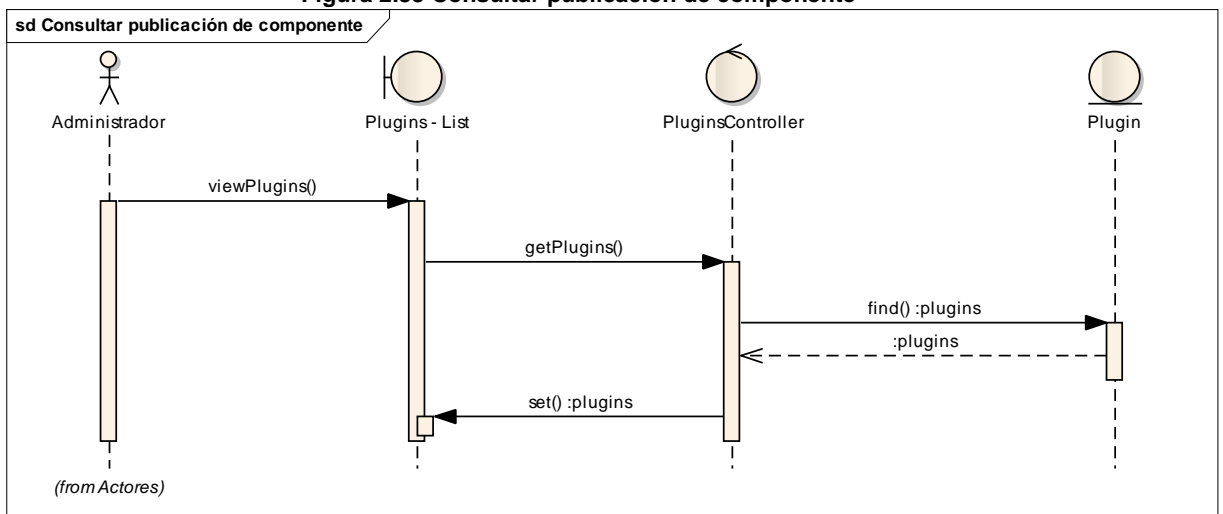 sd Consultar publicación de componente
Administrador
Plugins - List
PluginsController
Plugin
viewPlugins()
getPlugins()
find() :plugins
:plugins
set() :plugins
(from Actores)